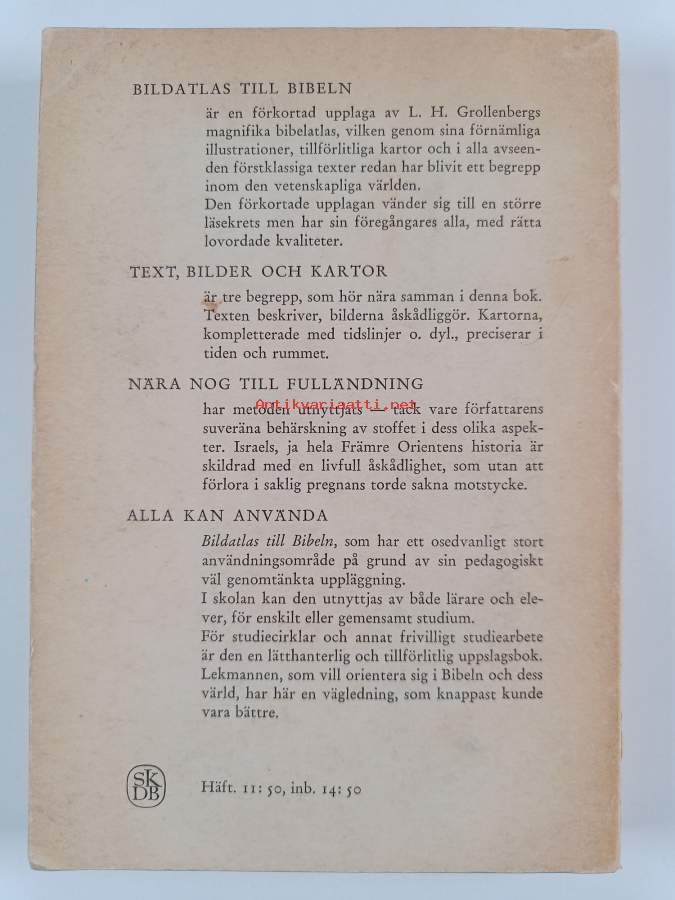 BILDATLAS TILL BIBELN
är en förkortad upplaga av L. H. Grollenbergs
magnifika bibelatlas, vilken genom sina förnämliga
illustrationer, tillförlitliga kartor och i alla avseen-
den förstklassiga texter redan har blivit ett begrepp
inom den vetenskapliga världen.
Den förkortade upplagan vänder sig till en större
läsekrets men har sin föregångares alla, med rätta
lovordade kvaliteter.
TEXT, BILDER OCH KARTOR
är tre begrepp, som hör nära samman i denna bok.
Texten beskriver, bilderna åskådliggör. Kartorna,
kompletterade med tidslinjer o. dyl., preciserar i
tiden och rummet.
NÄRA NOG TILL FULLÄNDNING
Antikvariaatti.net
har metoden utnyttjats — tack vare författarens
suveräna behärskning av stoffet i dess olika aspek-
ter. Israels, ja hela Främre Orientens historia är
skildrad med en livfull åskådlighet, som utan att
förlora i saklig pregnans torde sakna motstycke.
ALLA KAN ANVÄNDA
Bildatlas till Bibeln, som har ett osedvanligt stort
användningsområde på grund av sin pedagogiskt
väl genomtänkta uppläggning.
I skolan kan den utnyttjas av både lärare och ele-
ver, för enskilt eller gemensamt studium.
För studiecirklar och annat frivilligt studiearbete
är den en lätthanterlig och tillförlitlig uppslagsbok.
Lekmannen, som vill orientera sig i Bibeln och dess
värld, har här en vägledning, som knappast kunde
vara bättre.
SK
DB
Häft. 11: 50, inb. 14: 50